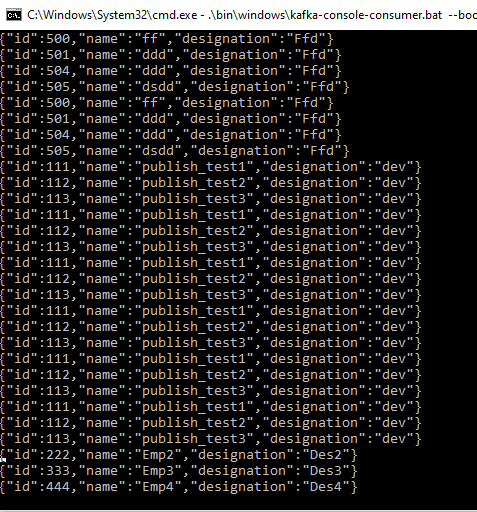 C:\Windows\System32\cmd.exe - .\bin\windows\kafka-console-consumer.bat --boo
{"id":500,"name":"ff","designation":"Ffd"}
{"id":501,"name":"ddd","designation":"Ffd"}
{"id":504,"name":"ddd","designation":"Ffd"}
{"id":505,"name":"dsdd","designation":"Ffd"}
{"id":500,"name":"ff","designation":"Ffd"}
{"id":501,"name":"ddd","designation":"Ffd"}
{"id":504,"name":"ddd","designation":"Ffd"}
{"id":505,"name":"dsdd","designation":"Ffd"}
{"id":111,"name":"publish_test1","designation":"dev"}
{"id":112,"name":"publish_test2","designation":"dev"}
{"id":113,"name":"publish_test3","designation":"dev"}
{"id":111,"name":"publish_test1","designation":"dev"}
{"id":112,"name":"publish_test2","designation":"dev"}
{"id":113,"name":"publish_test3","designation":"dev"}
{"id":111,"name":"publish_test1","designation":"dev"}
{"id":112,"name":"publish_test2","designation":"dev"}
{"id":113,"name":"publish_test3","designation":"dev"}
{"id":111,"name":"publish_test1","designation":"dev"}
{"id":112,"name":"publish_test2","designation":"dev"}
{"id":113,"name":"publish_test3","designation":"dev"}
{"id":111,"name":"publish_test1","designation":"dev"}
{"id":112,"name":"publish_test2","designation":"dev"}
{"id":113,"name":"publish_test3","designation":"dev"}
{"id":111,"name":"publish_test1","designation":"dev"}
{"id":112,"name":"publish_test2","designation":"dev"}
{"id":113,"name":"publish_test3","designation":"dev"}
{"id":222,"name":"Emp2","designation":"Des2"}
{"id":333,"name":"Emp3","designation":"Des3"}
{"id":444,"name":"Emp4","designation":"Des4"}